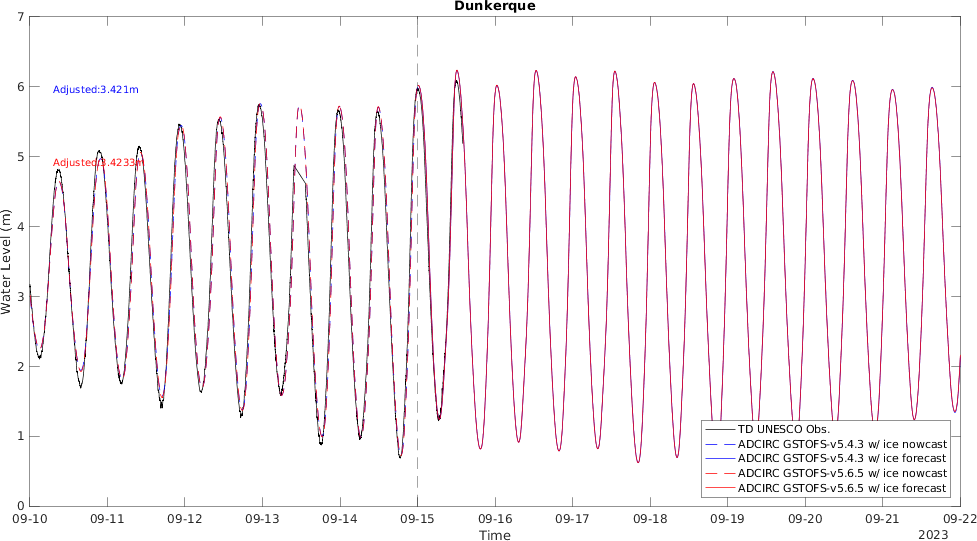 Dunkerque
7
6
5
4
3
2
1
0
Water Level (m)
Adjusted:3.421m
Adjusted:3.4233m
TD UNESCO Obs.
ADCIRC GSTOFS-v5.4.3 w/ ice nowcast
ADCIRC GSTOFS-v5.4.3 w/ ice forecast
ADCIRC GSTOFS-v5.6.5 w/ ice nowcast
ADCIRC GSTOFS-v5.6.5 w/ ice forecast
09-10 09-11 09-12 09-13 09-14 09-15 09-16 09-17 09-18 09-19 09-20 09-21 09-22
Time
2023